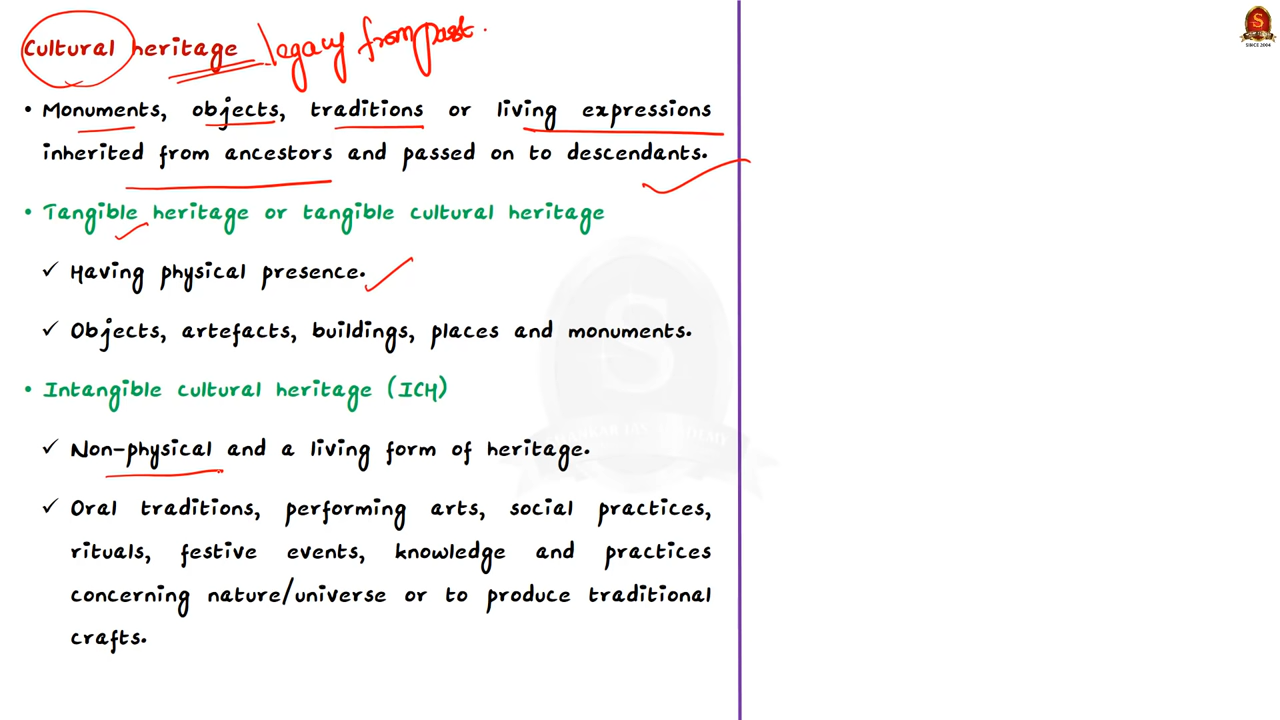 Cultural heritage legacy from past.
• Monuments, objects, traditions or living expressions
inherited from ancestors and passed on to descendants.
• Tangible heritage or tangible cultural heritage
✓ Having physical presence.
✓ Objects, artefacts, buildings, places and monuments.
• Intangible cultural heritage (ICH)
✓ Non-physical and a living form of heritage.
✓ Oral traditions, performing arts, social practices,
rituals, festive events, knowledge and practices
concerning nature/universe or to produce traditional
crafts.
S
SINCE 2004